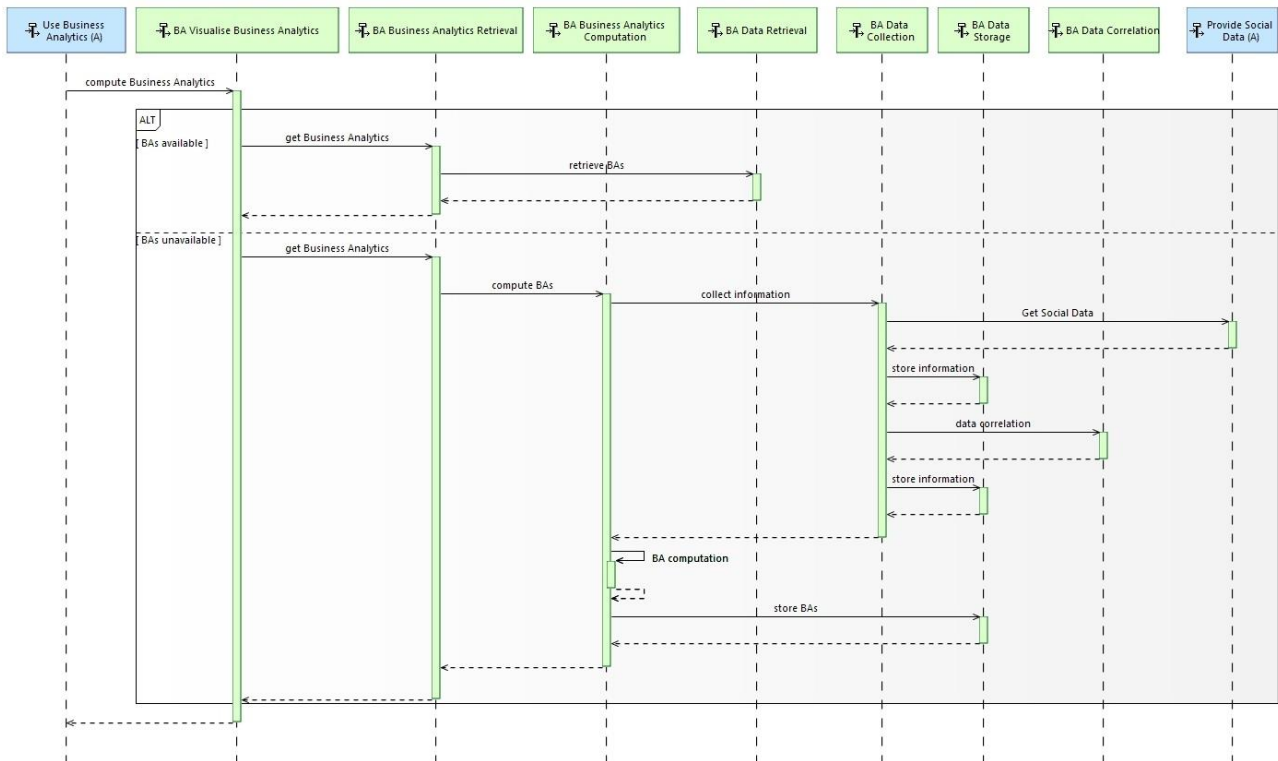 Use Business
Analytics (A)
BA Visualise Business Analytics
BA Business Analytics Retrieval
BA Business Analytics
Computation
BA Data Retrieval
BA Data
Collection
BA Data
Storage
BA Data Correlation
Provide Social
Data (A)
compute Business Analytics
ALT
[ BAs available ]
get Business Analytics
retrieve BAs
[ BAs unavailable ]
get Business Analytics
compute BAs
collect information
Get Social Data
store information
data correlation
store information
BA computation
store BAs